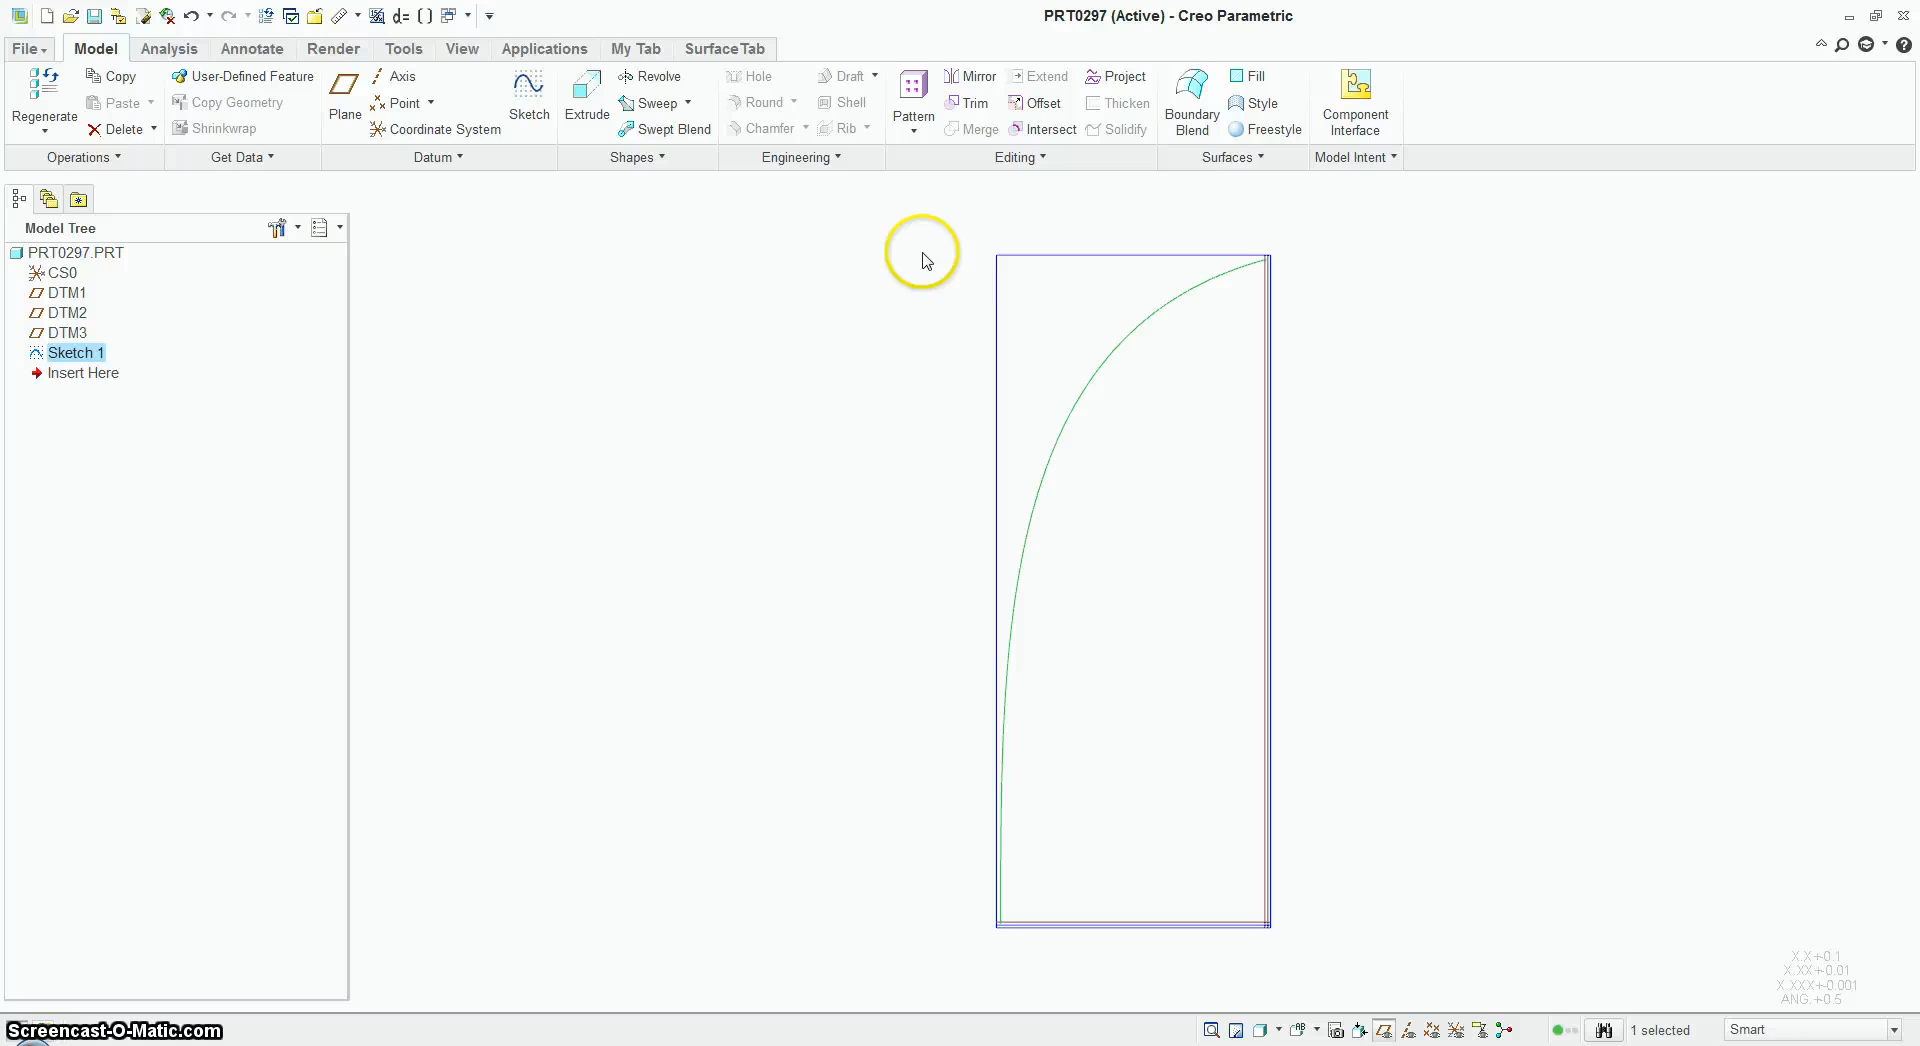 PRT0297 (Active) - Creo Parametric
File Model Analysis Annotate Render Tools View Applications My Tab SurfaceTab
Regenerate
Copy
Paste
Delete
User-Defined Feature
Copy Geometry
Shrinkwrap
Plane
Axis
Point
Coordinate System
Sketch
Extrude
Revolve
Sweep
Swept Blend
Hole
Round
Chamfer
Draft
Shell
Rib
Pattern
Mirror
Trim
Merge
Extend
Offset
Intersect
Project
Thicken
Solidify
Boundary
Blend
Fill
Style
Freestyle
Component
Interface
Operations Get Data Datum Shapes Engineering Editing Surfaces Model Intent
Model Tree
PRT0297.PRT
CS0
DTM1
DTM2
DTM3
Sketch 1
Insert Here
X.X+-0.1
X.XX+-0.01
X.XXX+-0.001
ANG.+-0.5
Screencast-O-Matic.com
1 selected
Smart